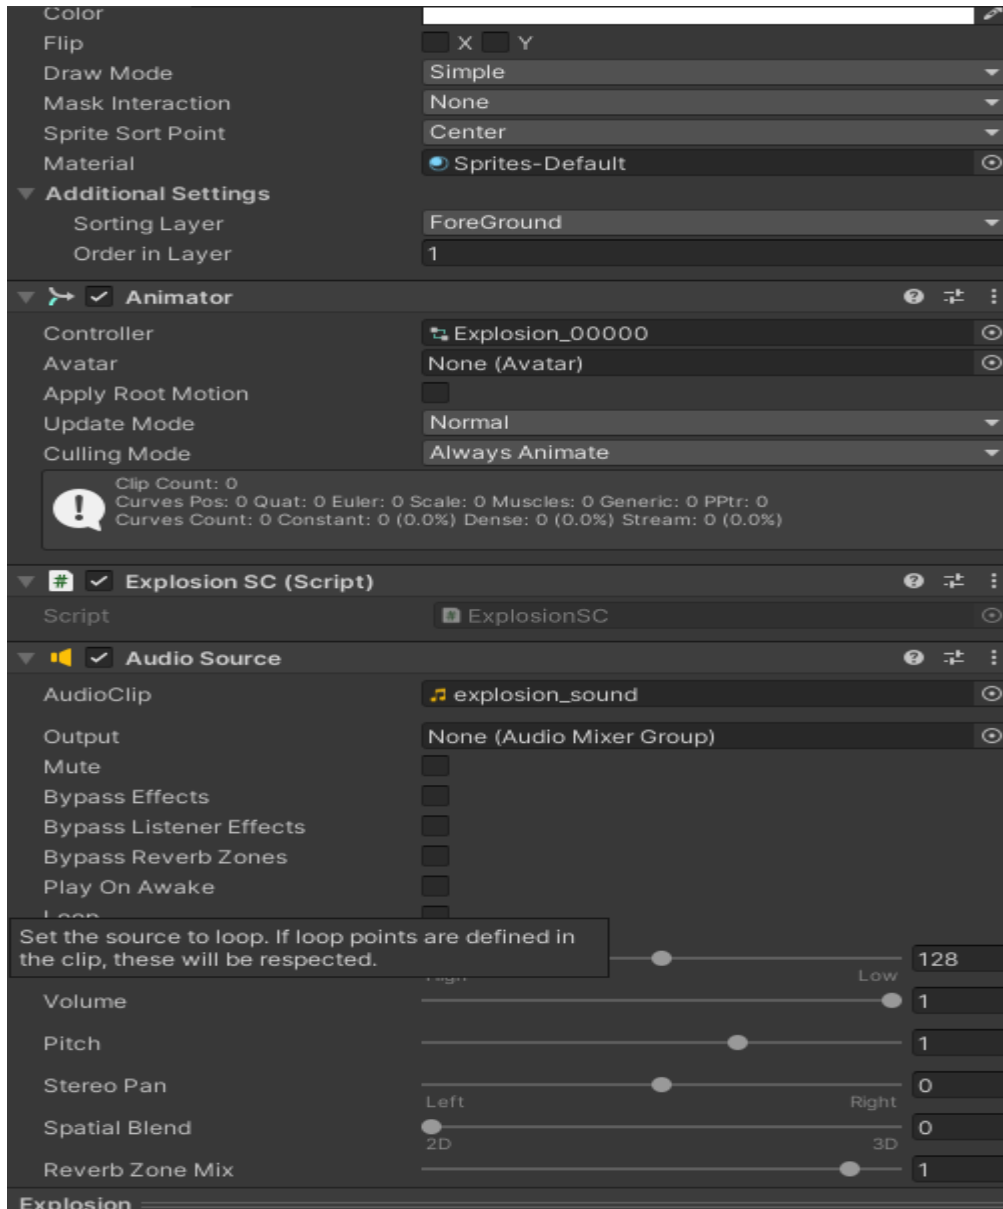 Color
Flip X Y
Draw Mode Simple
Mask Interaction None
Sprite Sort Point Center
Material Sprites-Default
Additional Settings
Sorting Layer ForeGround
Order in Layer 1
Animator
Controller Explosion_00000
Avatar None (Avatar)
Apply Root Motion
Update Mode Normal
Culling Mode Always Animate
Clip Count: 0
Curves Pos: 0 Quat: 0 Euler: 0 Scale: 0 Muscles: 0 Generic: 0 PPtr: 0
Curves Count: 0 Constant: 0 (0.0%) Dense: 0 (0.0%) Stream: 0 (0.0%)
# Explosion SC (Script)
Script ExplosionSC
Audio Source
AudioClip explosion_sound
Output None (Audio Mixer Group)
Mute
Bypass Effects
Bypass Listener Effects
Bypass Reverb Zones
Play On Awake
Loop
Set the source to loop. If loop points are defined in
the clip, these will be respected.
128
High Low
Volume 1
Pitch 1
Stereo Pan 0
Left Right
Spatial Blend 0
2D 3D
Reverb Zone Mix 1
Explosion